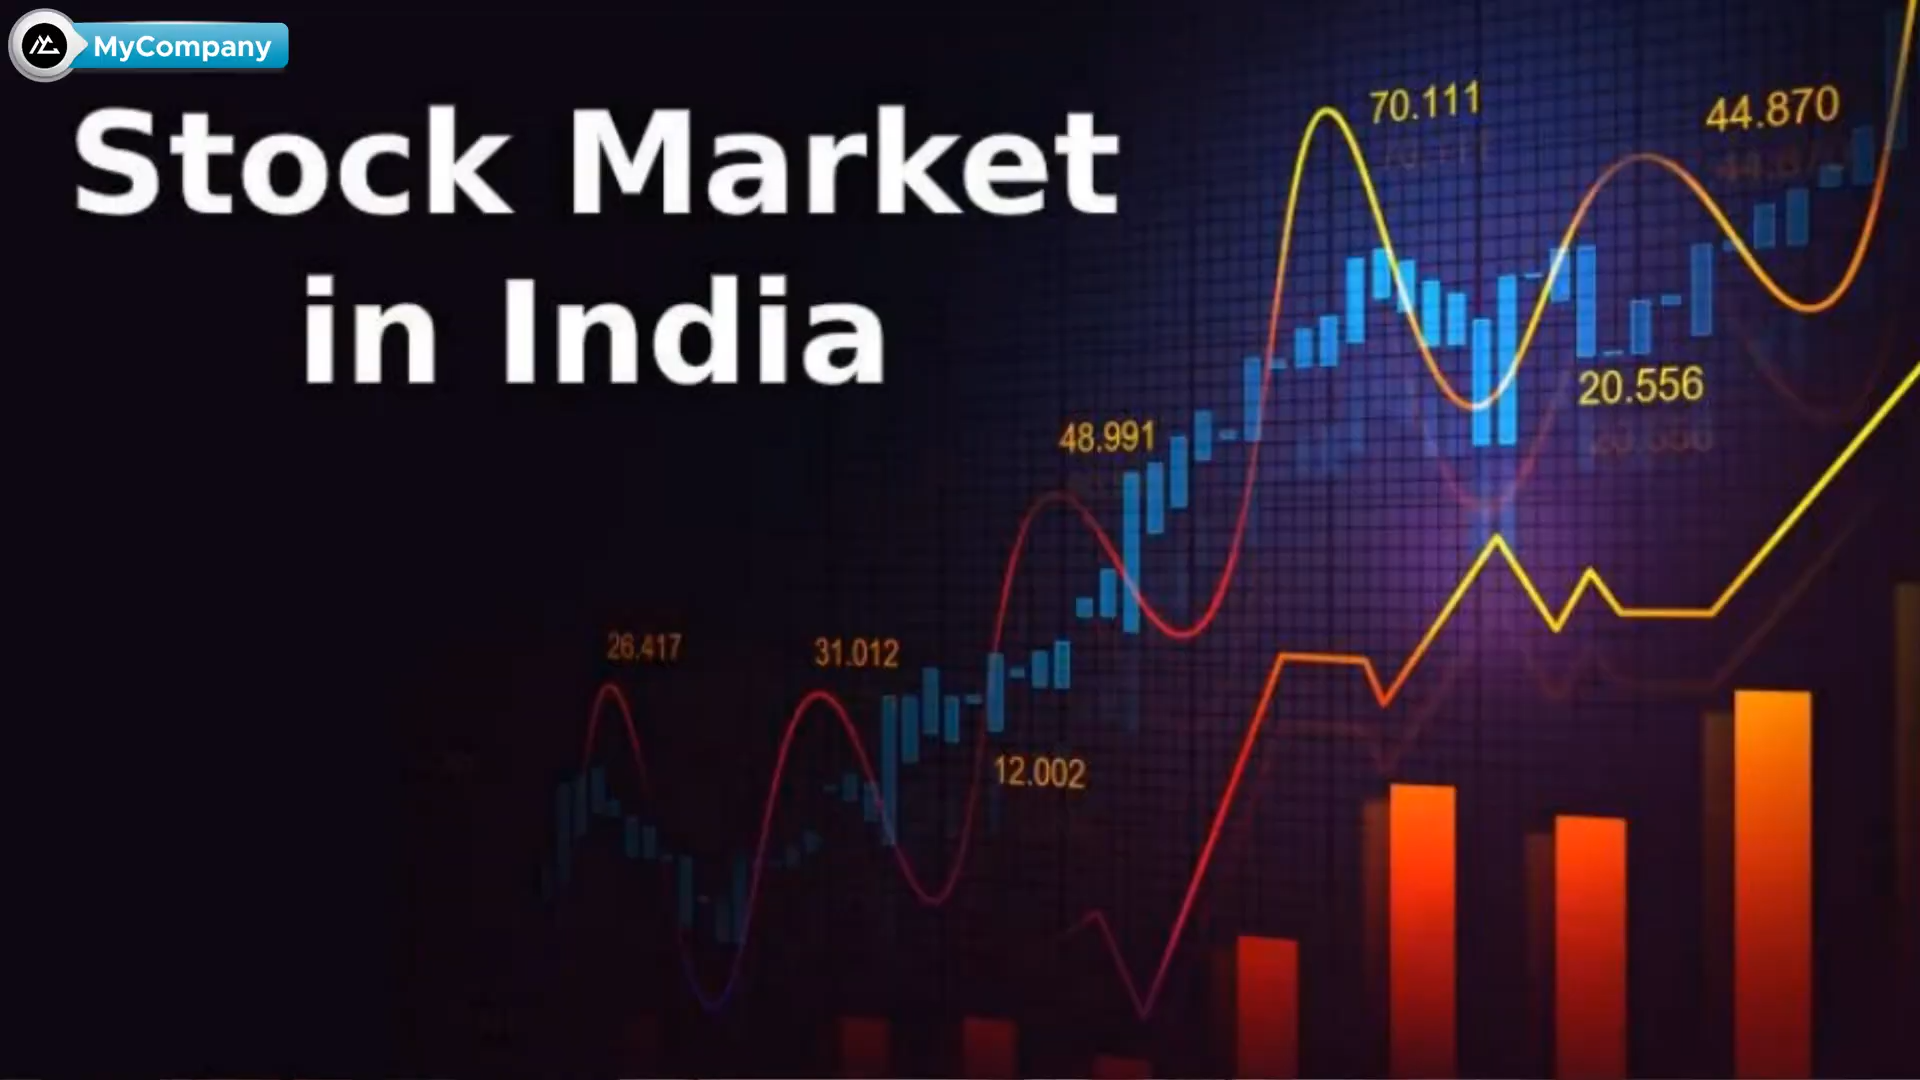 MyCompany
Stock Market
in India
70.111
44.870
20.556
48.991
26.417
31.012
12.002